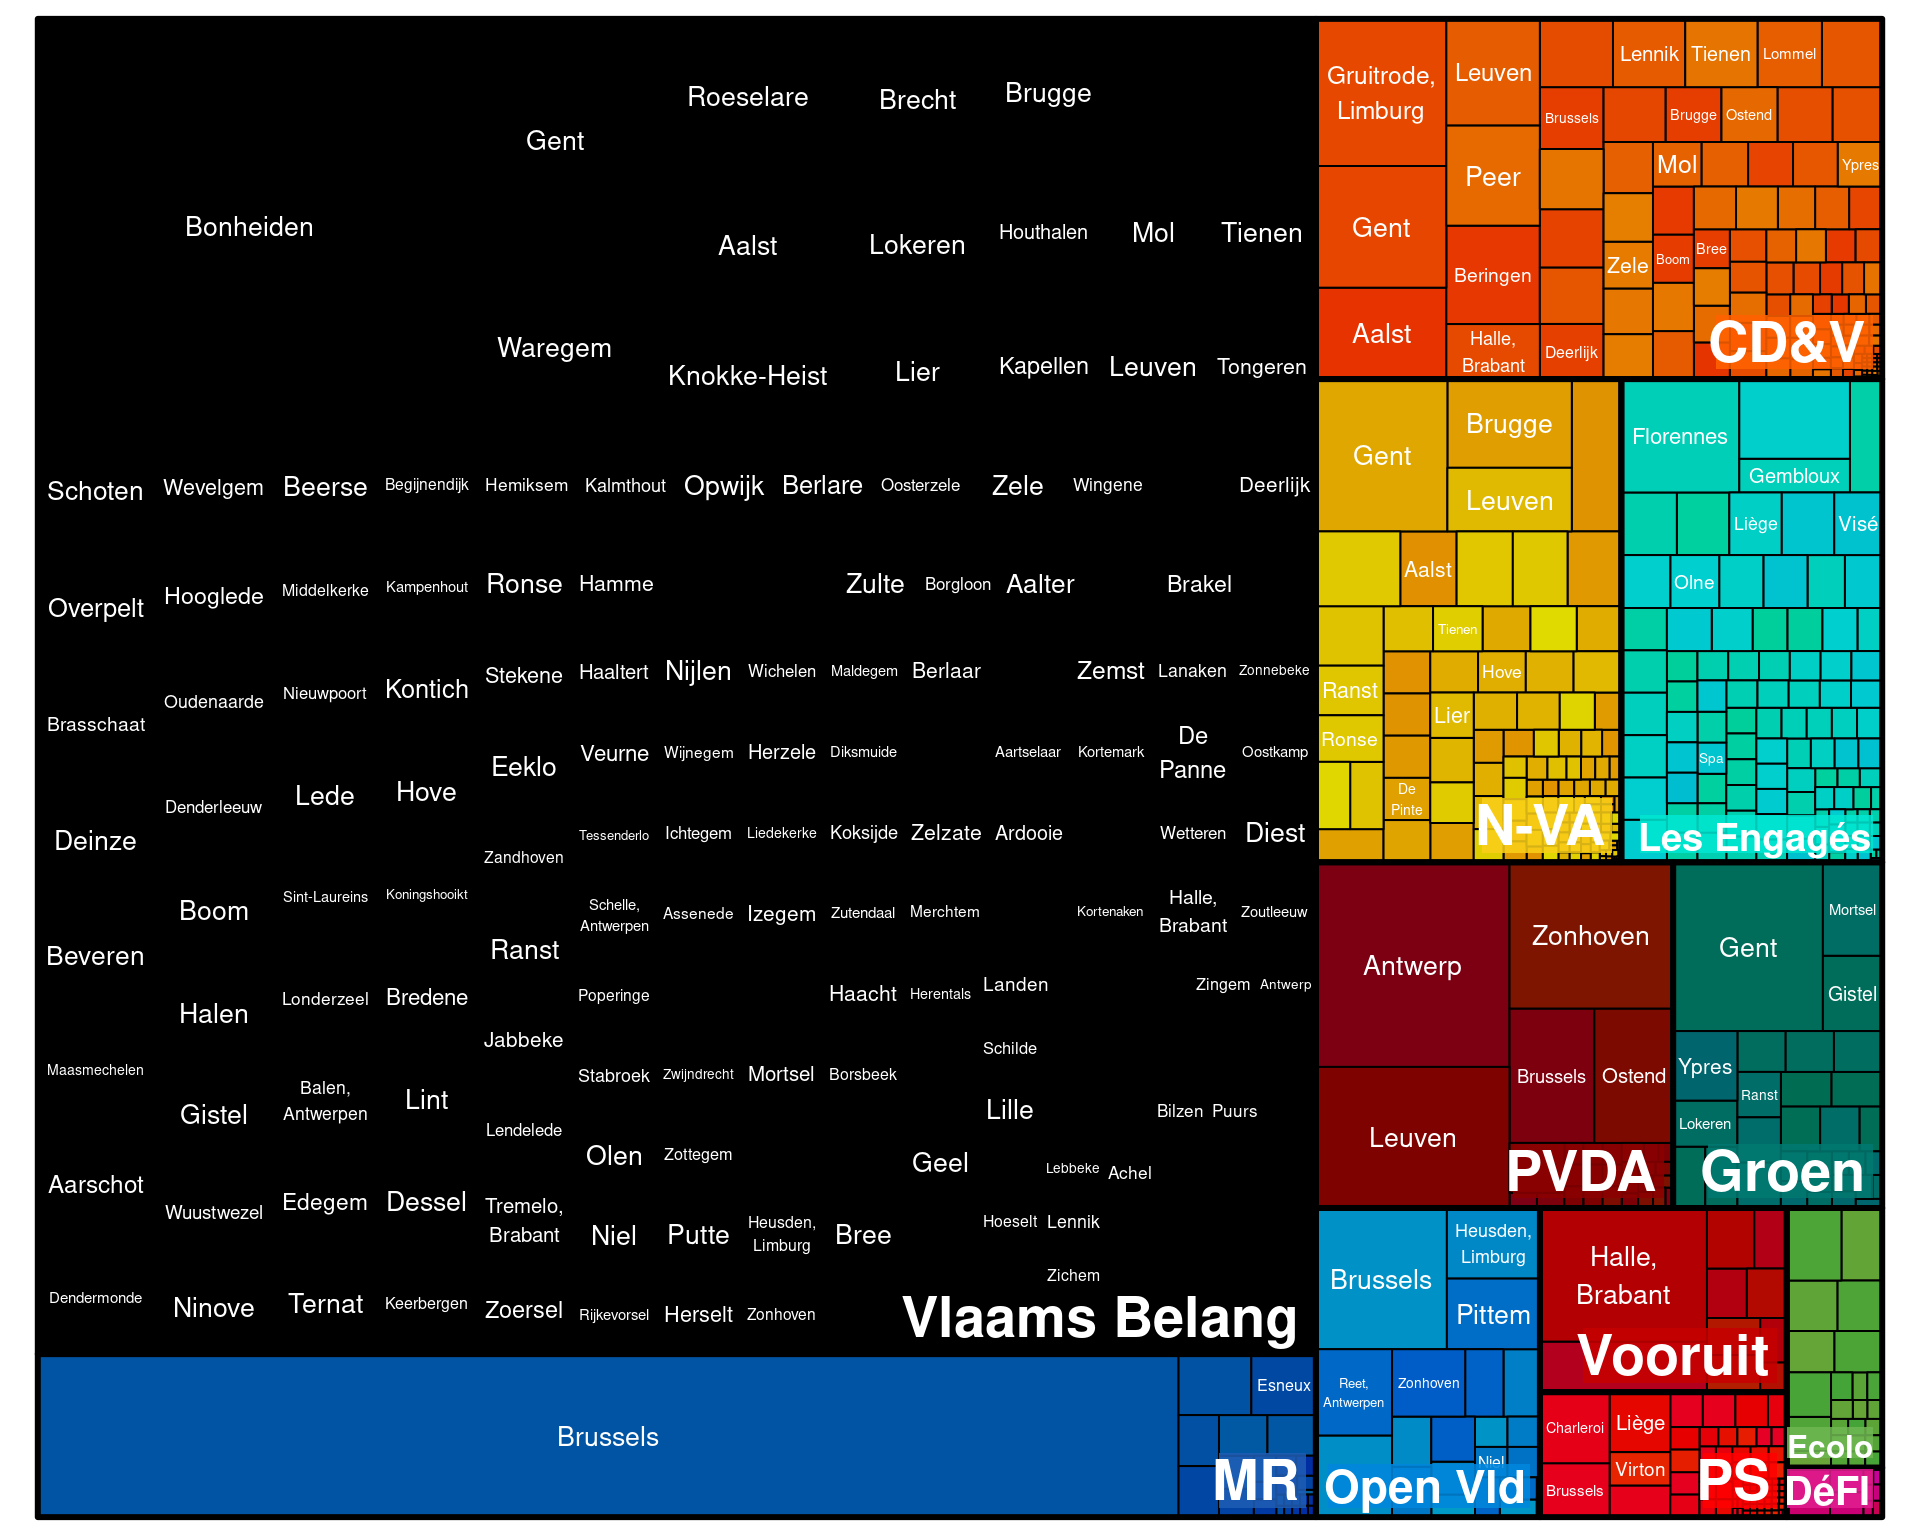 Roeselare
Brecht
Brugge
Gent
Bonheiden
Aalst
Lokeren
Houthalen
Mol
Tienen
Waregem
Knokke-Heist
Lier
Kapellen
Leuven
Tongeren
Schoten
Wevelgem
Beerse
Begijnendijk
Hemiksem
Kalmthout
Opwijk
Berlare
Oosterzele
Zele
Wingene
Deerlijk
Overpelt
Hooglede
Middelkerke
Kampenhout
Ronse
Hamme
Zulte
Borgloon
Aalter
Brakel
Brasschaat
Oudenaarde
Nieuwpoort
Kontich
Stekene
Haaltert
Nijlen
Wichelen
Maldegem
Berlaar
Zemst
Lanaken
Zonnebeke
Deinze
Denderleeuw
Lede
Hove
Eeklo
Veurne
Wijnegem
Herzele
Diksmuide
Aartselaar
Kortemark
De
Panne
Oostkamp
Zandhoven
Tessenderlo
Ichtegem
Liedekerke
Koksijde
Zelzate
Ardooie
Wetteren
Diest
Beveren
Boom
Sint-Laureins
Koningshooikt
Ranst
Schelle,
Antwerpen
Assenede
Izegem
Zutendaal
Merchtem
Kortenaken
Halle,
Brabant
Zoutleeuw
Halen
Londerzeel
Bredene
Jabbeke
Poperinge
Haacht
Herentals
Landen
Zingem
Antwerp
Schilde
Maasmechelen
Gistel
Balen,
Antwerpen
Lint
Lendelede
Stabroek
Zwijndrecht
Mortsel
Borsbeek
Lille
Bilzen
Puurs
Aarschot
Wuustwezel
Edegem
Dessel
Tremelo,
Brabant
Olen
Zottegem
Geel
Lebbeke
Achel
Niel
Putte
Heusden,
Limburg
Bree
Hoeselt
Lennik
Zichem
Dendermonde
Ninove
Ternat
Keerbergen
Zoersel
Rijkevorsel
Herselt
Zonhoven
Vlaams Belang
Brussels
Esneux
MR
Gruitrode,
Limburg
Leuven
Lennik
Tienen
Lommel
Brussels
Brugge
Ostend
Peer
Mol
Ypres
Gent
Beringen
Zele
Boom
Bree
Aalst
Halle,
Brabant
Deerlijk
CD&V
Gent
Brugge
Leuven
Aalst
Tienen
Ranst
Hove
Lier
Ronse
De
Pinte
N-VA
Florennes
Gembloux
Liège
Visé
Olne
Spa
Les Engagés
Antwerp
Zonhoven
Leuven
Brussels
Ostend
PVDA
Gent
Mortsel
Gistel
Ypres
Ranst
Lokeren
Groen
Brussels
Heusden,
Limburg
Pittem
Reet,
Antwerpen
Zonhoven
Niel
Open Vld
Halle,
Brabant
Vooruit
Charleroi
Liège
Virton
Brussels
PS
Ecolo
DéFI